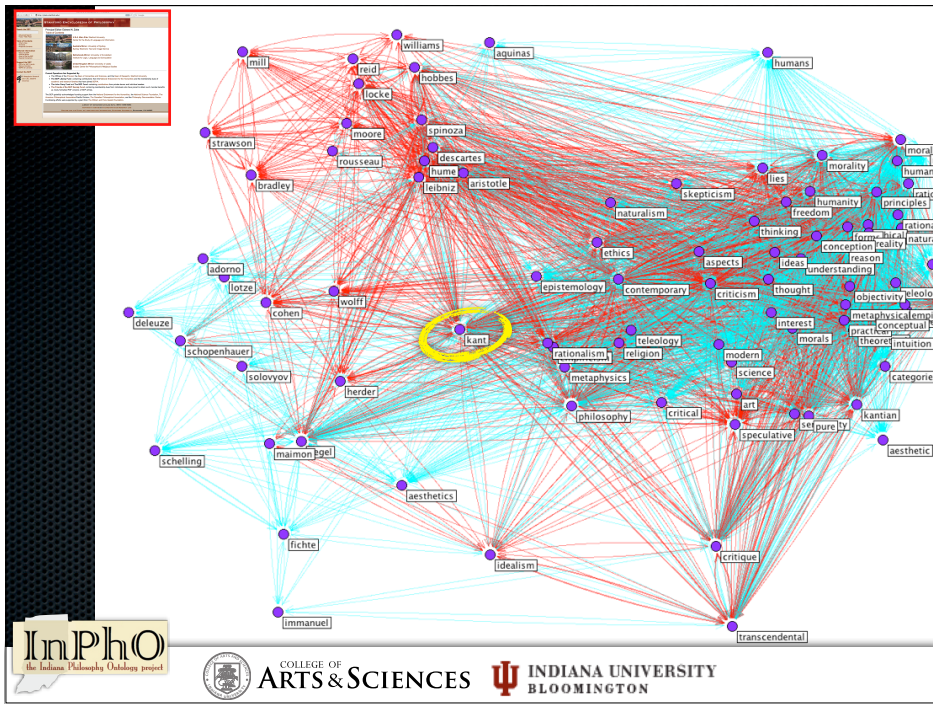 williams
aquinas
humans
mill
reid
hobbes
locke
spinoza
moore
strawson
rousseau
descartes
hume
leibniz
aristotle
bradley
lies
morality
skepticism
humanity
freedom
principles
naturalism
thinking
conception
reality
reason
ethics
aspects
ideas
understanding
adorno
lotze
epistemology
contemporary
criticism
thought
objectivity
wolff
cohen
deleuze
metaphysical
conceptual
interest
morals
intuition
kant
schopenhauer
rationalism
teleology
religion
modern
science
solovyov
metaphysics
herder
philosophy
critical
art
kantian
speculative
pure
aesthetic
schelling
maimon
aesthetics
fichte
idealism
critique
immanuel
transcendental
InPhO
the Indiana Philosophy Ontology project
COLLEGE OF
ARTS & SCIENCES
INDIANA UNIVERSITY
BLOOMINGTON